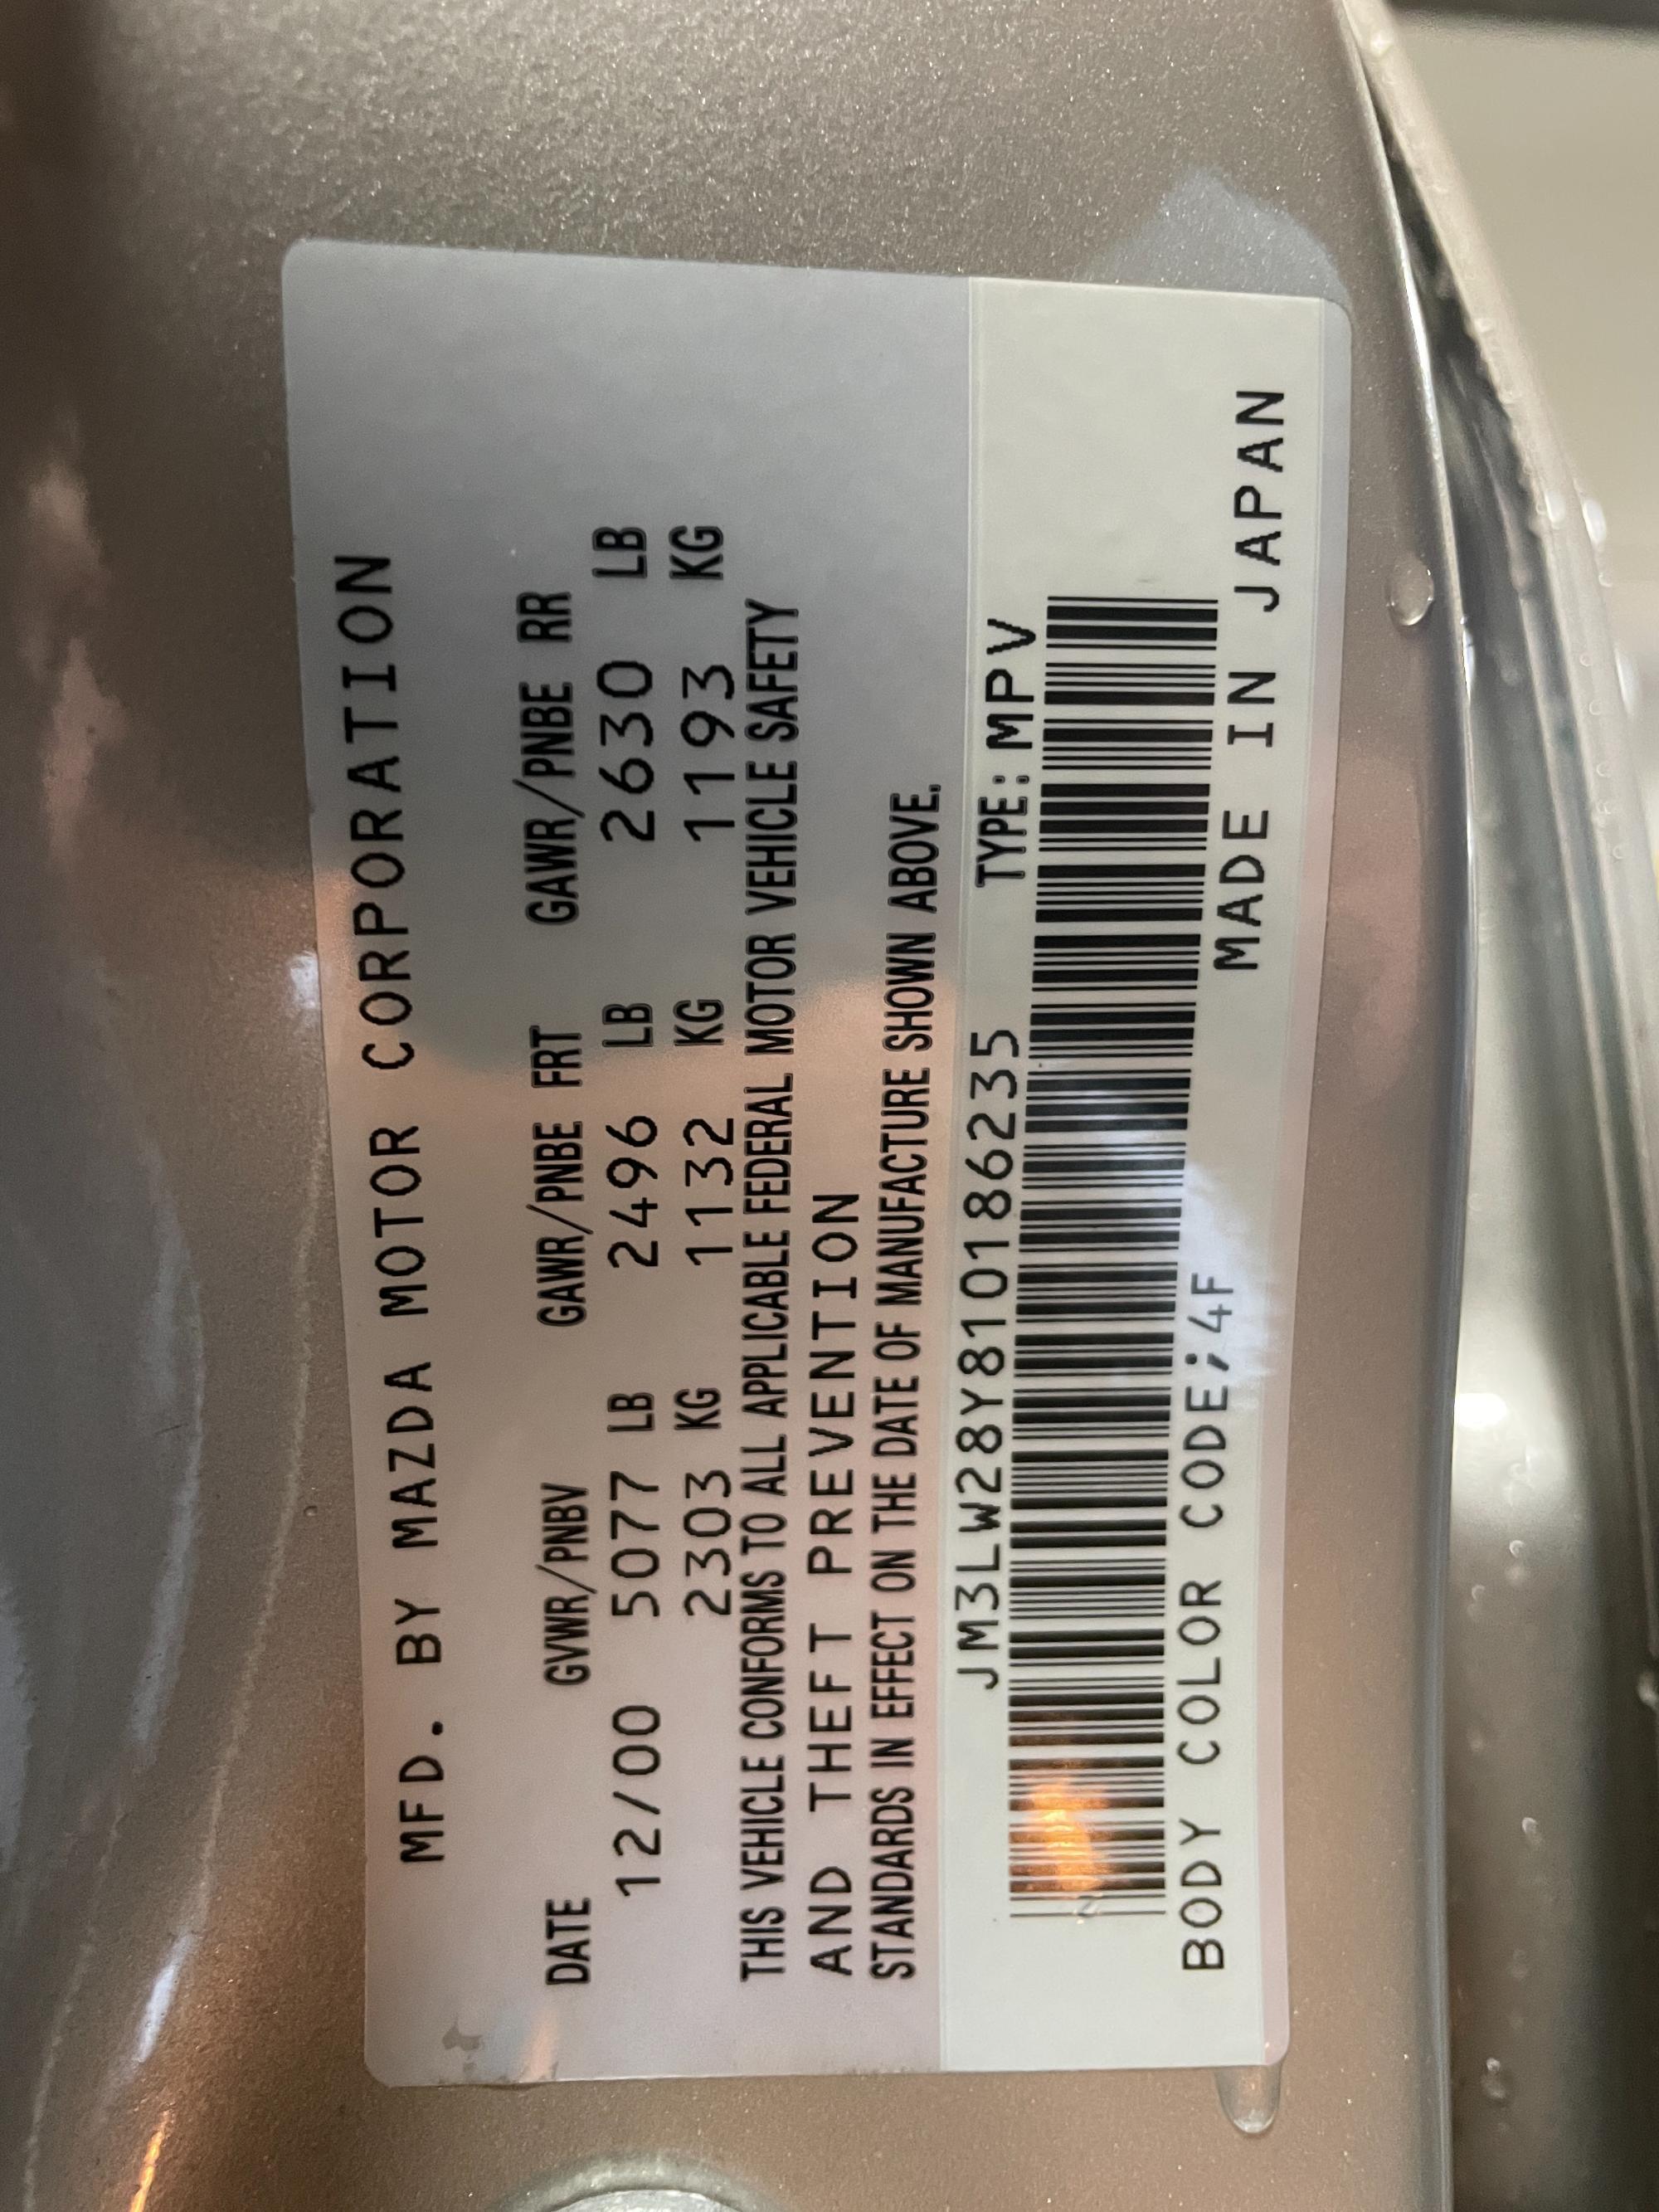 MFD. BY MAZDA MOTOR CORPORATION
DATE GVWR/PNBV GAWR/PNBE FRT GAWR/PNBE RR
12/00 5077 LB 2496 LB 2630 LB
2303 KG 1132 KG 1193 KG
THIS VEHICLE CONFORMS TO ALL APPLICABLE FEDERAL MOTOR VEHICLE SAFETY
AND THEFT PREVENTION
STANDARDS IN EFFECT ON THE DATE OF MANUFACTURE SHOWN ABOVE.
JM3LW28Y810186235 TYPE: MPV
BODY COLOR CODE;4F MADE IN JAPAN